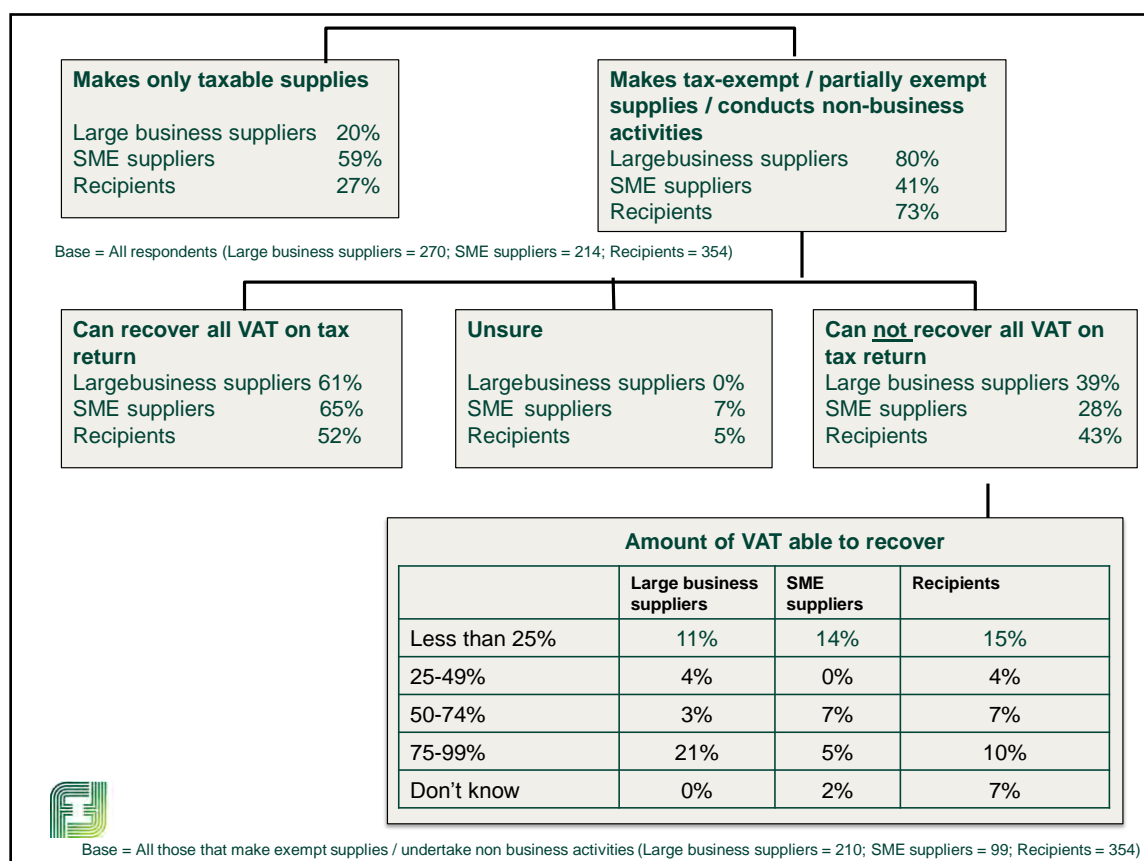 Makes only taxable supplies
Large business suppliers 20%
SME suppliers 59%
Recipients 27%
Makes tax-exempt / partially exempt
supplies / conducts non-business
activities
Largebusiness suppliers 80%
SME suppliers 41%
Recipients 73%
Base = All respondents (Large business suppliers = 270; SME suppliers = 214; Recipients = 354)
Can recover all VAT on tax
return
Largebusiness suppliers 61%
SME suppliers 65%
Recipients 52%
Unsure
Largebusiness suppliers 0%
SME suppliers 7%
Recipients 5%
Can not recover all VAT on
tax return
Large business suppliers 39%
SME suppliers 28%
Recipients 43%
Amount of VAT able to recover
Large business suppliers SME suppliers Recipients
Less than 25% 11% 14% 15%
25-49% 4% 0% 4%
50-74% 3% 7% 7%
75-99% 21% 5% 10%
Don't know 0% 2% 7%
Base = All those that make exempt supplies / undertake non business activities (Large business suppliers = 210; SME suppliers = 99; Recipients = 354)